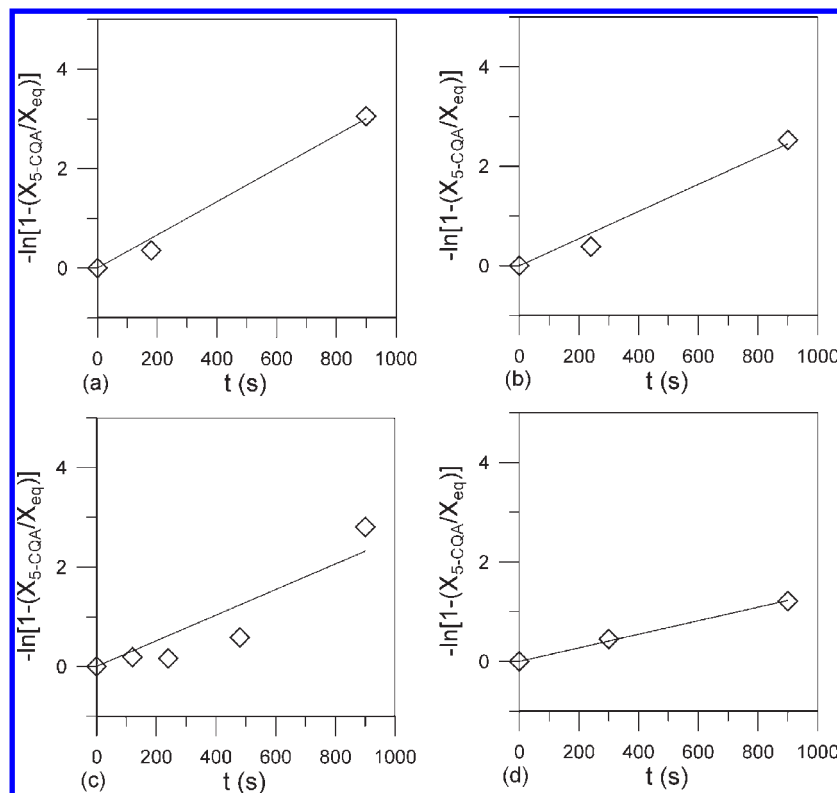 -ln[1-(X5-CQA/Xeq)]
4
2
0
0 200 400 600 800 1000
(a) t (s)
-ln[1-(X5-CQA/Xeq)]
4
2
0
0 200 400 600 800 1000
(b) t (s)
-ln[1-(X5-CQA/Xeq)]
4
2
0
0 200 400 600 800 1000
(c) t (s)
-ln[1-(X5-CQA/Xeq)]
4
2
0
0 200 400 600 800 1000
(d) t (s)